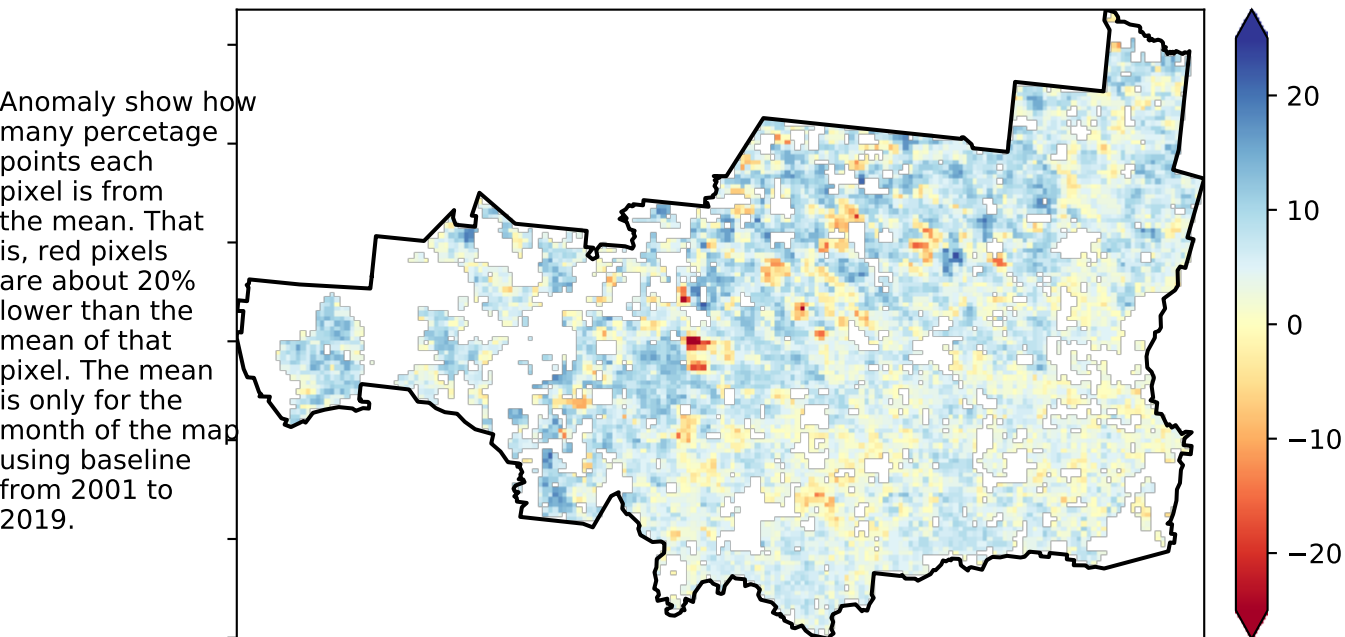 Anomaly show how
many percetage
points each
pixel is from
the mean. That
is, red pixels
are about 20%
lower than the
mean of that
pixel. The mean
is only for the
month of the map
using baseline
from 2001 to
2019.
20
10
0
−10
−20